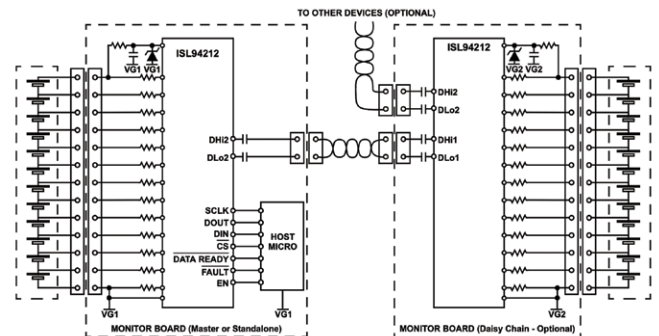 TO OTHER DEVICES (OPTIONAL)
ISL94212
VG1 VG1
DHi2
DLo2
SCLK
DOUT
DIN
CS
DATA READY
FAULT
EN
HOST
MICRO
VG1
VG1
MONITOR BOARD (Master or Standalone)
ISL94212
VG2 VG2
DHi2
DLo2
DHi1
DLo1
VG2
MONITOR BOARD (Daisy Chain - Optional)